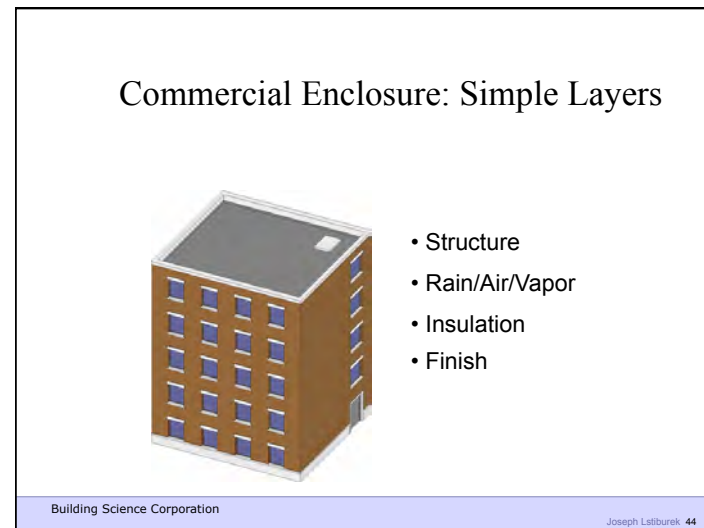 Commercial Enclosure: Simple Layers
• Structure
• Rain/Air/Vapor
• Insulation
• Finish
Building Science Corporation
Joseph Lstiburek 44